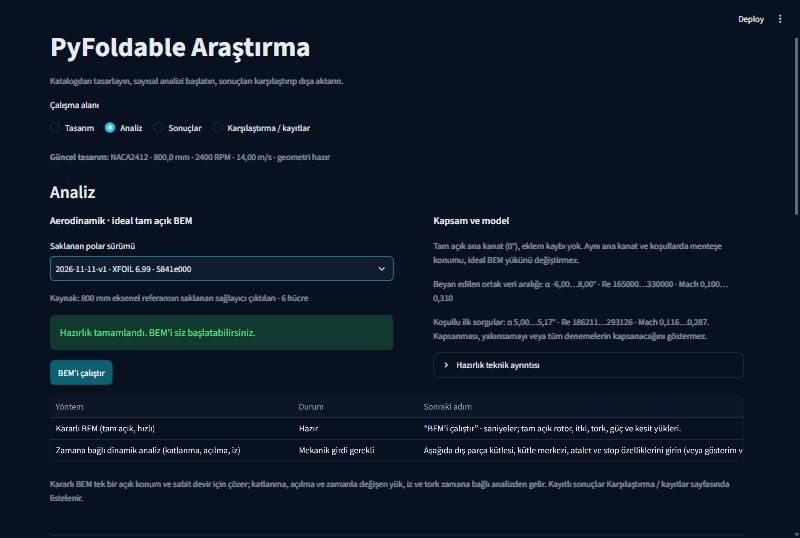 Deploy
PyFoldable Araştırma
Katalogdan tasarlayın, sayısal analizi başlatın, sonuçları karşılaştırıp dışa aktarın.
Çalışma alanı
Tasarım
Analiz
Sonuçlar
Karşılaştırma / kayıtlar
Güncel tasarım: NACA2412 · 800,0 mm · 2400 RPM · 14,00 m/s · geometri hazır
Analiz
Aerodinamik · ideal tam açık BEM
Saklanan polar sürümü
2026-11-11-v1 · XFOIL 6.99 · 5841e000
Kaynak: 800 mm eksenel referansın saklanan sağlayıcı çıktıları · 6 hücre
Hazırlık tamamlandı. BEM'i siz başlatabilirsiniz.
BEM'i çalıştır
Kapsam ve model
Tam açık ana kanat (0°), eklem kaybı yok. Aynı ana kanat ve koşullarda menteşe
konumu, ideal BEM yükünü değiştirmez.
Beyan edilen ortak veri aralığı: α -6,00…8,00° · Re 165000…330000 · Mach 0,100…
0,310
Koşullu ilk sorgular: α 5,00…5,17° · Re 186211…293126 · Mach 0,116…0,287.
Kapsanması, yakınsamayı veya tüm denemelerin kapsanacağını göstermez.
Hazırlık teknik ayrıntısı
Yöntem Durum Sonraki adım
Kararlı BEM (tam açık, hızlı) Hazır “BEM'i çalıştır” · saniyeler; tam açık rotor, itki, tork, güç ve kesit yükleri.
Zamana bağlı dinamik analiz (katlanma, açılma, iz) Mekanik girdi gerekli Aşağıda dış parça kütlesi, kütle merkezi, atalet ve stop özelliklerini girin (veya gösterim v
Kararlı BEM tek bir açık konum ve sabit devir için çözer; katlanma, açılma ve zamanla değişen yük, iz ve tork zamana bağlı analizden gelir. Kayıtlı sonuçlar Karşılaştırma / kayıtlar sayfasında
listelenir.